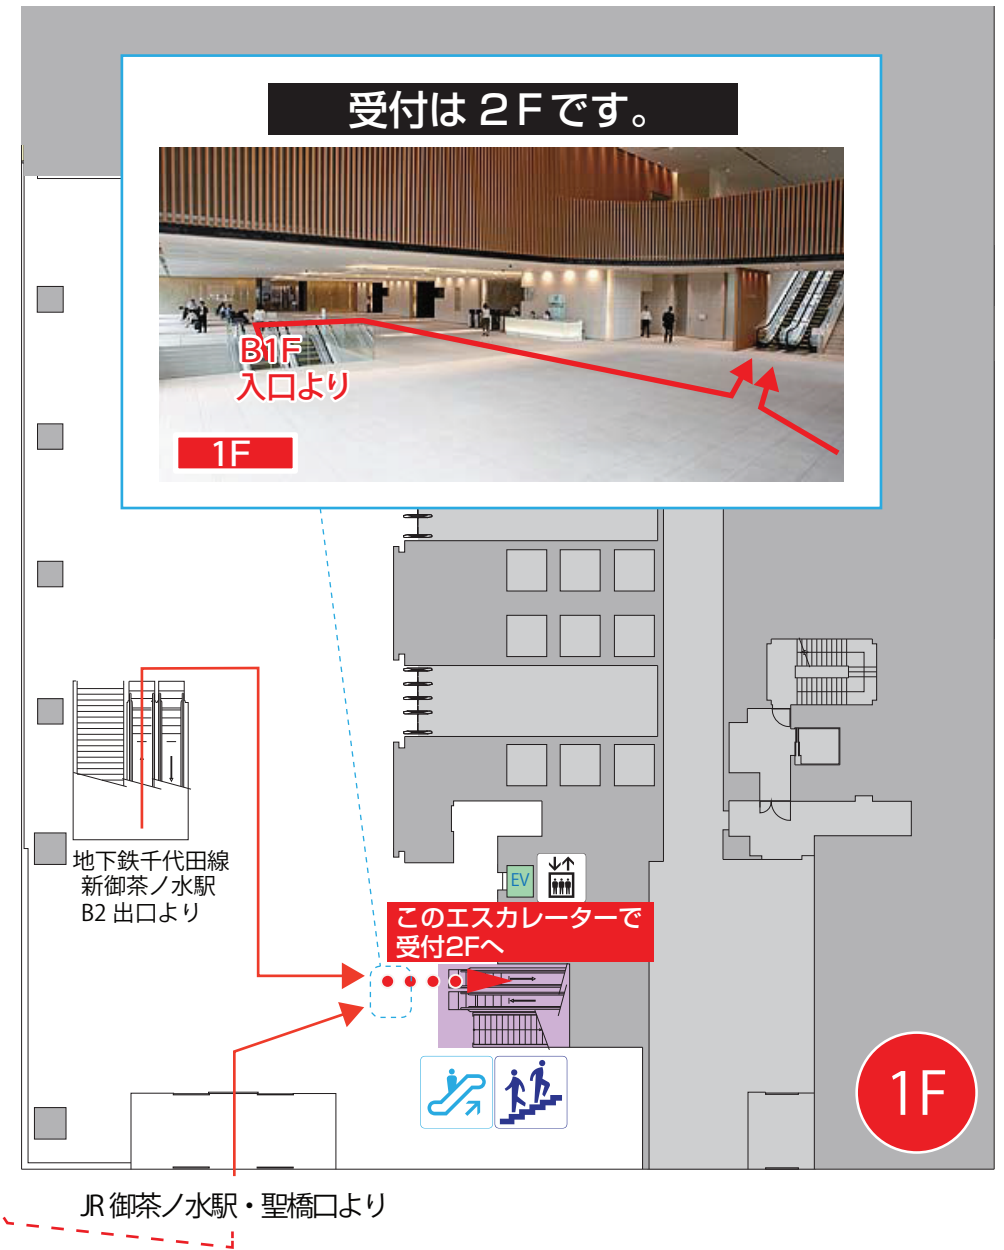 受付は 2Fです。
B1F
入口より
1F
地下鉄千代田線
新御茶ノ水駅
B2 出口より
EV
このエスカレーターで
受付2Fへ
1F
JR 御茶ノ水駅・聖橋口より